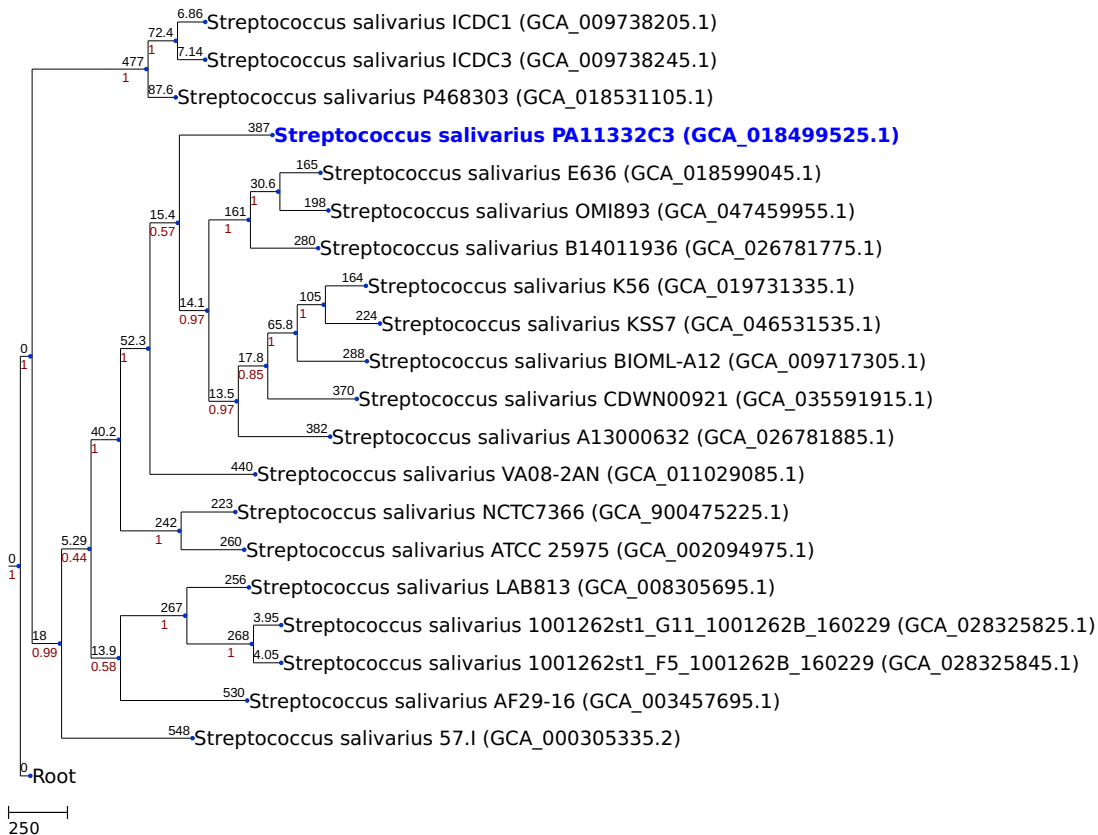 6.86
Streptococcus salivarius ICDC1 (GCA_009738205.1)
72.4
1
7.14
Streptococcus salivarius ICDC3 (GCA_009738245.1)
477
1
87.6
Streptococcus salivarius P468303 (GCA_018531105.1)
387
Streptococcus salivarius PA11332C3 (GCA_018499525.1)
165
Streptococcus salivarius E636 (GCA_018599045.1)
30.6
1
198
Streptococcus salivarius OMI893 (GCA_047459955.1)
15.4
0.57
161
1
280
Streptococcus salivarius B14011936 (GCA_026781775.1)
164
Streptococcus salivarius K56 (GCA_019731335.1)
14.1
0.97
105
1
224
Streptococcus salivarius KSS7 (GCA_046531535.1)
65.8
1
288
Streptococcus salivarius BIOML-A12 (GCA_009717305.1)
52.3
1
17.8
0.85
370
Streptococcus salivarius CDWN00921 (GCA_035591915.1)
0
1
13.5
0.97
382
Streptococcus salivarius A13000632 (GCA_026781885.1)
40.2
1
440
Streptococcus salivarius VA08-2AN (GCA_011029085.1)
223
Streptococcus salivarius NCTC7366 (GCA_900475225.1)
242
1
260
Streptococcus salivarius ATCC 25975 (GCA_002094975.1)
5.29
0.44
0
1
256
Streptococcus salivarius LAB813 (GCA_008305695.1)
267
1
3.95
Streptococcus salivarius 1001262st1_G11_1001262B_160229 (GCA_028325825.1)
18
0.99
268
1
4.05
Streptococcus salivarius 1001262st1_F5_1001262B_160229 (GCA_028325845.1)
13.9
0.58
530
Streptococcus salivarius AF29-16 (GCA_003457695.1)
548
Streptococcus salivarius 57.I (GCA_000305335.2)
0
Root
250